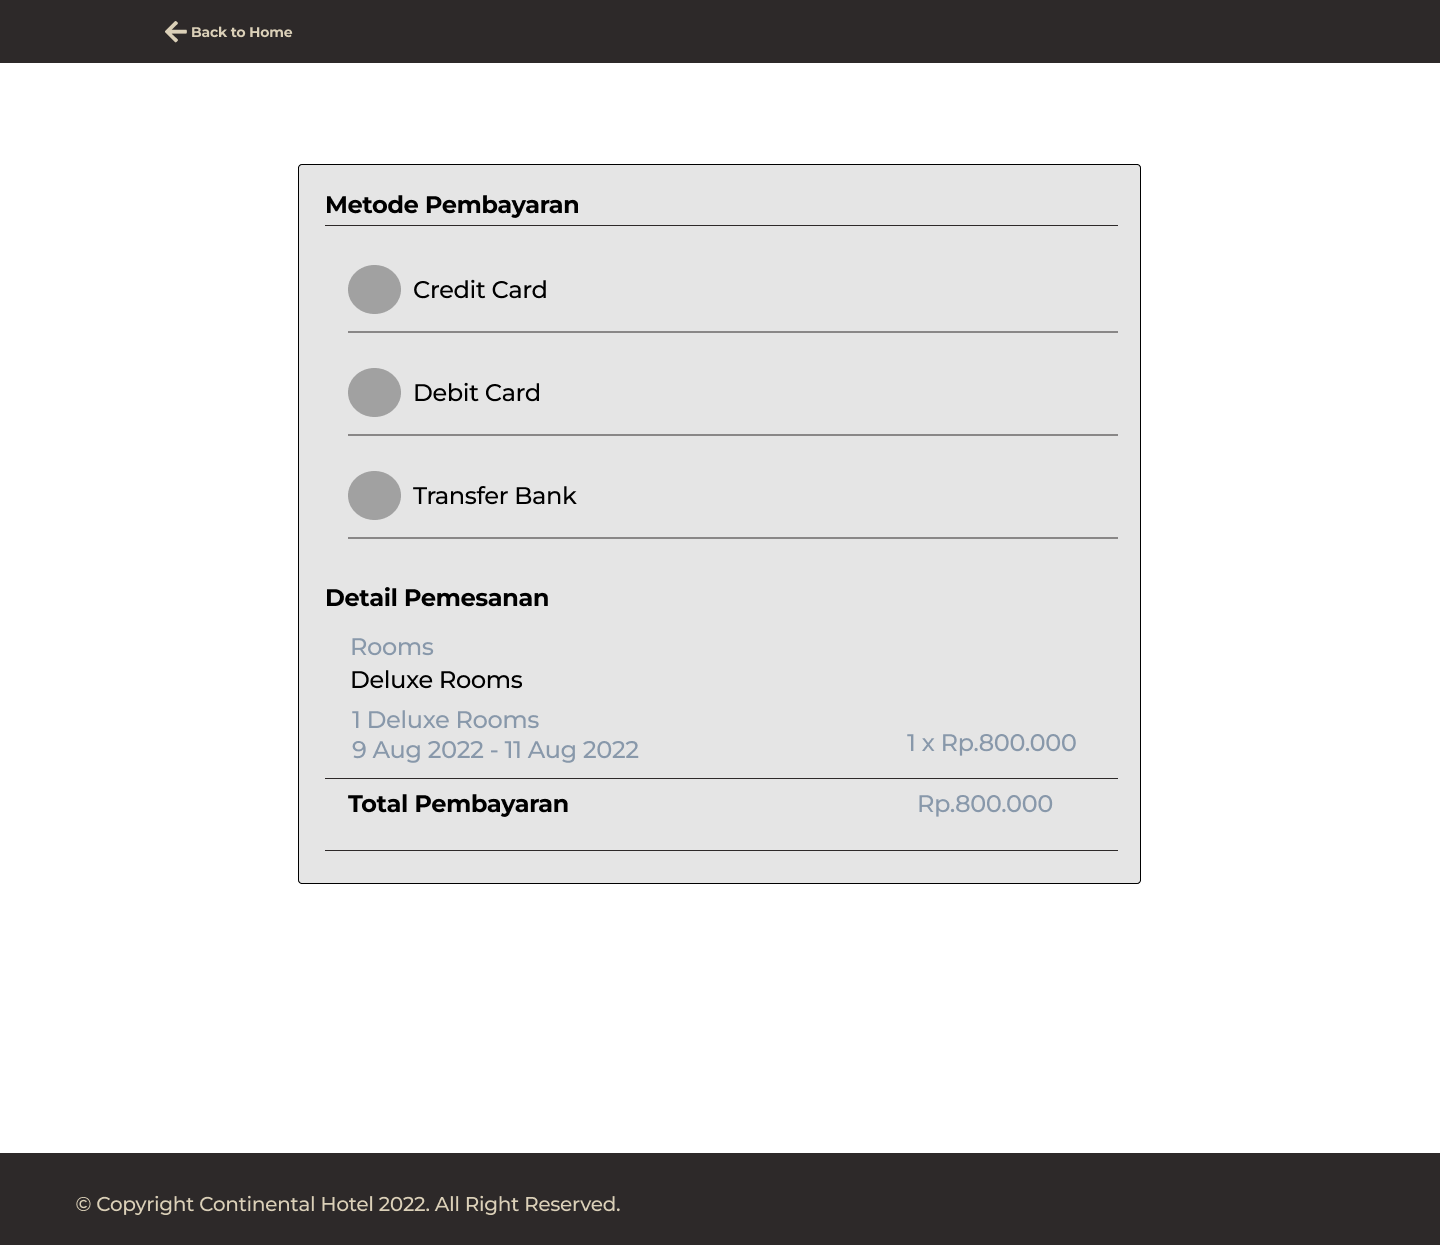 Back to Home
Metode Pembayaran
Credit Card
Debit Card
Transfer Bank
Detail Pemesanan
Rooms
Deluxe Rooms
1 Deluxe Rooms
9 Aug 2022 - 11 Aug 2022
1 x Rp.800.000
Total Pembayaran
Rp.800.000
© Copyright Continental Hotel 2022. All Right Reserved.